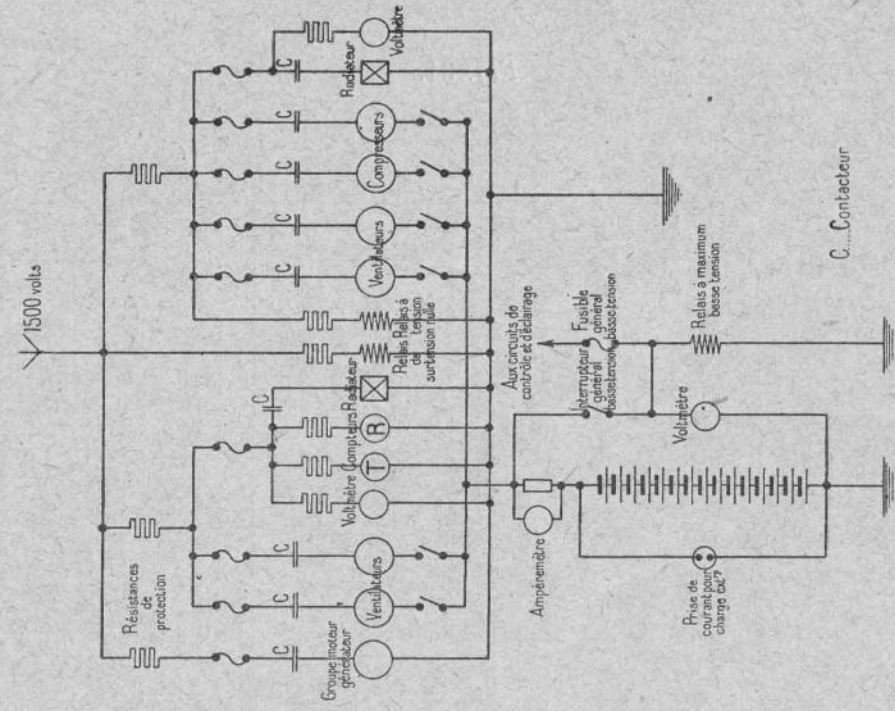 1500 volts
Résistances
de
protection
C
C
C
C
C
C
C
C
C
Voltmètre
Radiateur
Compresseurs
Ventilateurs
Relais à
tension nulle
Relais
de
surtension
Radiateur
Compteurs
R
T
Voltmètre
Ventilateurs
Groupe moteur
générateur
Aux circuits de
contrôle et d'éclairage
Fusible
général
basse tension
Interrupteur
général
basse tension
Relais à maximum
basse tension
Voltmètre
Ampèremètre
Prise de
courant pour
charge extre
C....Contacteur